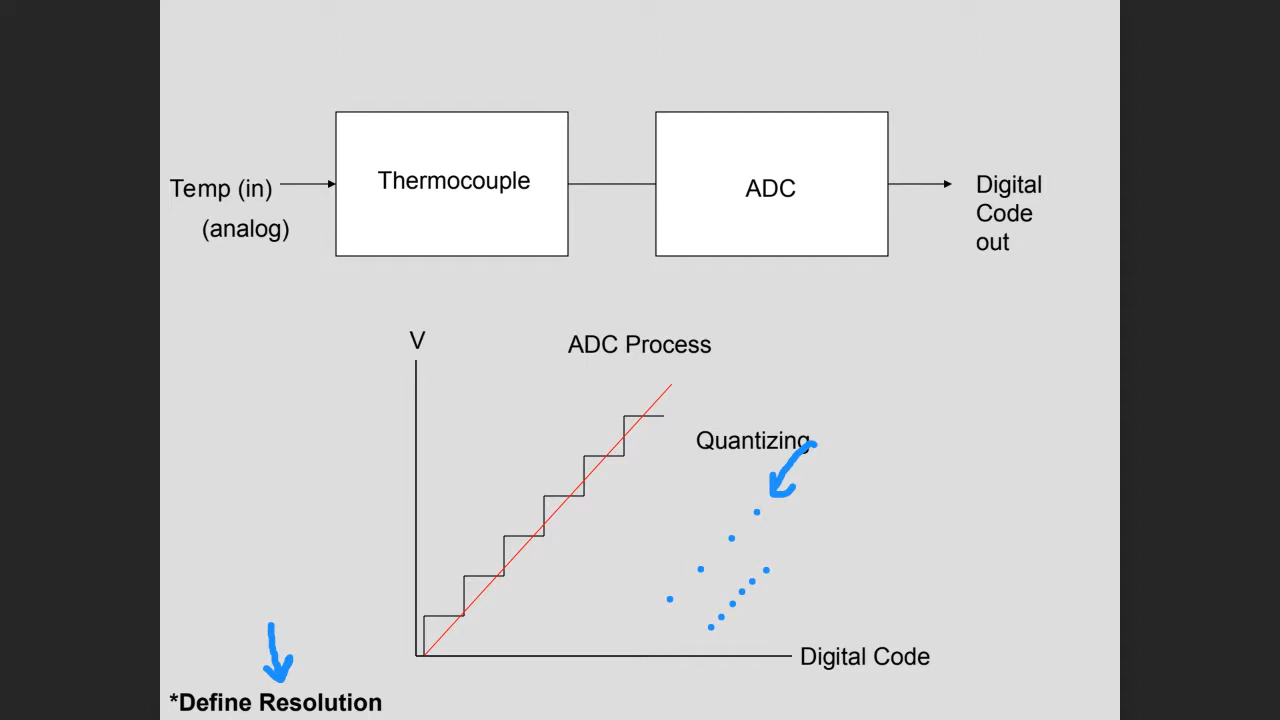 Temp (in)
(analog)
Thermocouple
ADC
Digital
Code
out
V
ADC Process
Quantizing
Digital Code
*Define Resolution